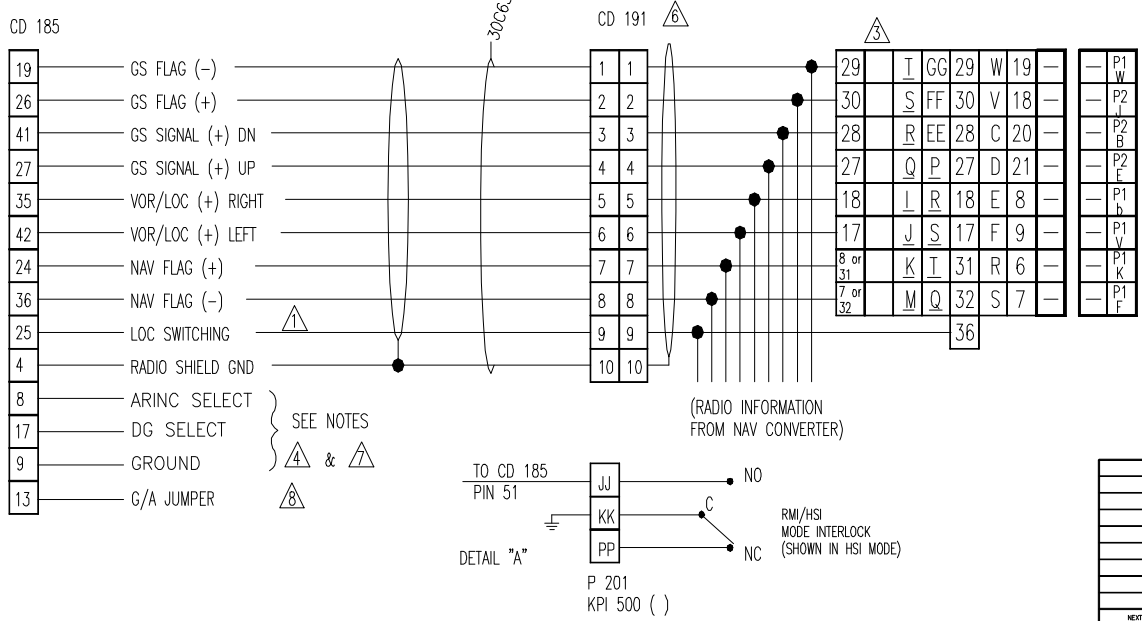 CD 185
CD 191
6
3
19 GS FLAG (-) 1 1 29 T GG 29 W 19 — — P1 W
26 GS FLAG (+) 2 2 30 S FF 30 V 18 — — P2 J
41 GS SIGNAL (+) DN 3 3 28 R EE 28 C 20 — — P2 B
27 GS SIGNAL (+) UP 4 4 27 Q P 27 D 21 — — P2 E
35 VOR/LOC (+) RIGHT 5 5 18 I R 18 E 8 — — P1 b
42 VOR/LOC (+) LEFT 6 6 17 J S 17 F 9 — — P1 V
24 NAV FLAG (+) 7 7 8 or 31 K T 31 R 6 — — P1 K
36 NAV FLAG (-) 8 8 7 or 32 M Q 32 S 7 — — P1 F
25 LOC SWITCHING 1 9 9 36
4 RADIO SHIELD GND 10 10
8 ARINC SELECT
17 DG SELECT
9 GROUND
SEE NOTES
4 & 7
13 G/A JUMPER 8
(RADIO INFORMATION
FROM NAV CONVERTER)
TO CD 185
PIN 51
JJ NO
KK C
PP NC
RMI/HSI
MODE INTERLOCK
(SHOWN IN HSI MODE)
DETAIL "A"
P 201
KPI 500 ( )
NEXT